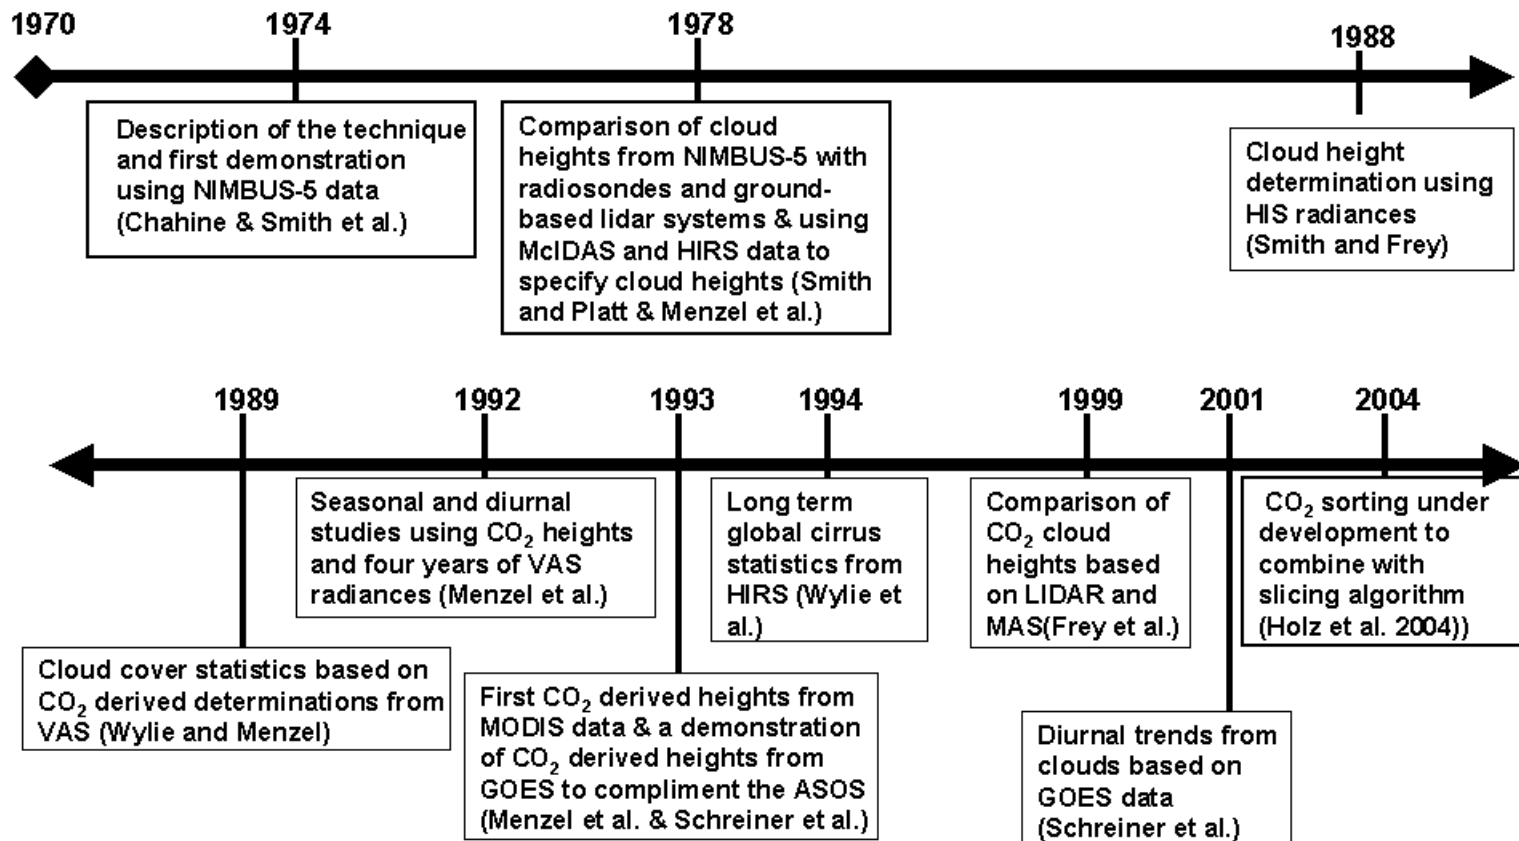 1970
1974
1978
1988
Description of the technique
and first demonstration
using NIMBUS-5 data
(Chahine & Smith et al.)
Comparison of cloud
heights from NIMBUS-5 with
radiosondes and ground-
based lidar systems & using
McIDAS and HIRS data to
specify cloud heights (Smith
and Platt & Menzel et al.)
Cloud height
determination using
HIS radiances
(Smith and Frey)
1989
1992
1993
1994
1999
2001
2004
Cloud cover statistics based on
CO₂ derived determinations from
VAS (Wylie and Menzel)
Seasonal and diurnal
studies using CO₂ heights
and four years of VAS
radiances (Menzel et al.)
First CO₂ derived heights from
MODIS data & a demonstration
of CO₂ derived heights from
GOES to compliment the ASOS
(Menzel et al. & Schreiner et al.)
Long term
global cirrus
statistics from
HIRS (Wylie et
al.)
Comparison of
CO₂ cloud
heights based
on LIDAR and
MAS(Frey et al.)
Diurnal trends from
clouds based on
GOES data
(Schreiner et al.)
CO₂ sorting under
development to
combine with
slicing algorithm
(Holz et al. 2004))